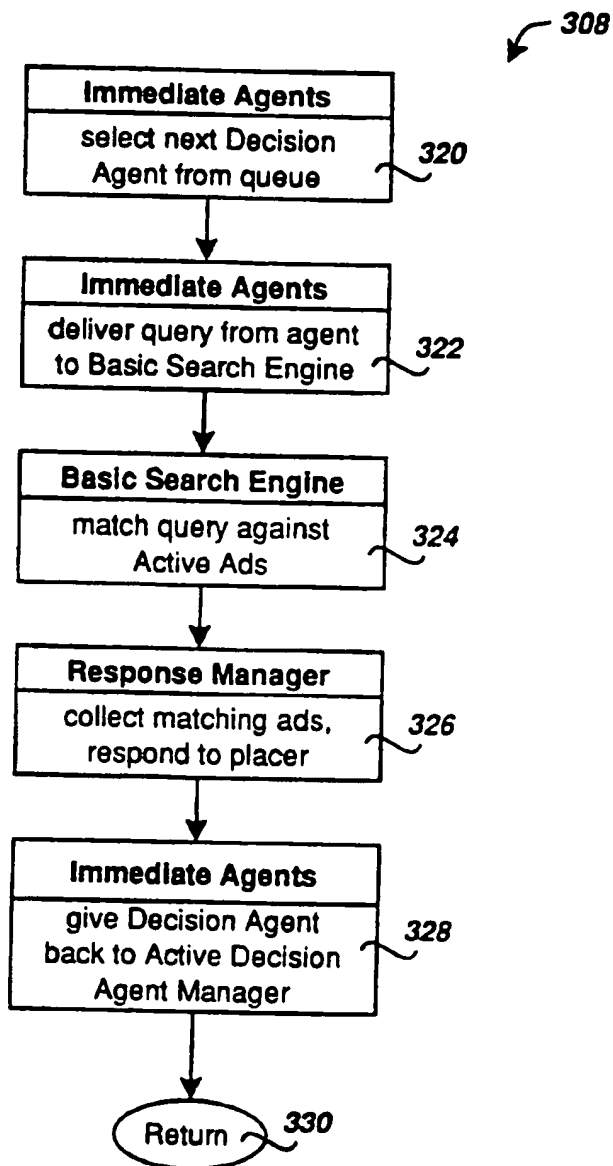 308
Immediate Agents
select next Decision
Agent from queue
320
Immediate Agents
deliver query from agent
to Basic Search Engine
322
Basic Search Engine
match query against
Active Ads
324
Response Manager
collect matching ads,
respond to placer
326
Immediate Agents
give Decision Agent
back to Active Decision
Agent Manager
328
Return
330